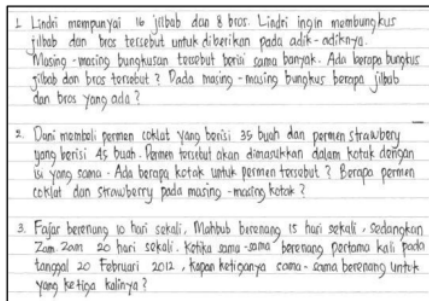 1. Lindri mempunyai 16 jilbab dan 8 bros. Lindri ingin membungkus
jilbab dan bros tersebut untuk diberikan pada adik-adiknya.
Masing-masing bungkusan tersebut berisi sama banyak. Ada berapa bungkus
jilbab dan bros tersebut? Pada masing-masing bungkus berapa jilbab
dan bros yang ada?
2. Dani membeli permen coklat yang berisi 35 buah dan permen strawbery
yang berisi 45 buah. Permen tersebut akan dimasukkan dalam kotak dengan
isi yang sama. Ada berapa kotak untuk permen tersebut? Berapa permen
coklat dan strawberry pada masing-masing kotak?
3. Fajar berenang 10 hari sekali, Mahbub berenang 15 hari sekali, sedangkan
Zam-zam 20 hari sekali. Ketika sama-sama berenang pertama kali pada
tanggal 20 Februari 2012, kapan ketiganya sama-sama berenang untuk
yang ketiga kalinya?